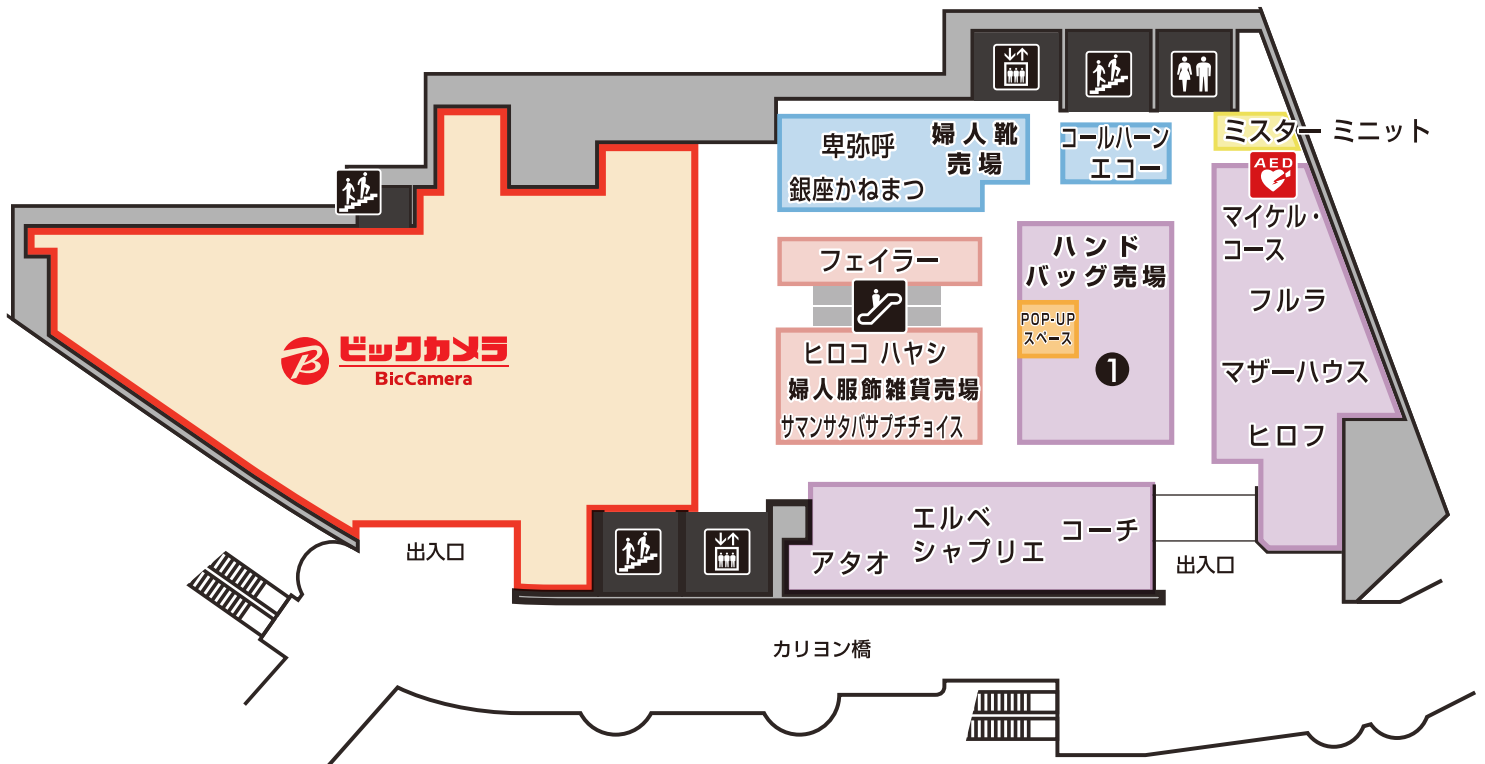 卑弥呼
婦人靴
売場
銀座かねまつ
コールハーン
エコー
ミスター ミニット
AED
マイケル・
コース
フルラ
マザーハウス
ヒロフ
フェイラー
ハンド
バッグ売場
POP-UP
スペース
1
ヒロコ ハヤシ
婦人服飾雑貨売場
サマンサタバサプチチョイス
B
ビックカメラ
BicCamera
エルベ
シャプリエ
コーチ
アタオ
出入口
出入口
カリヨン橋